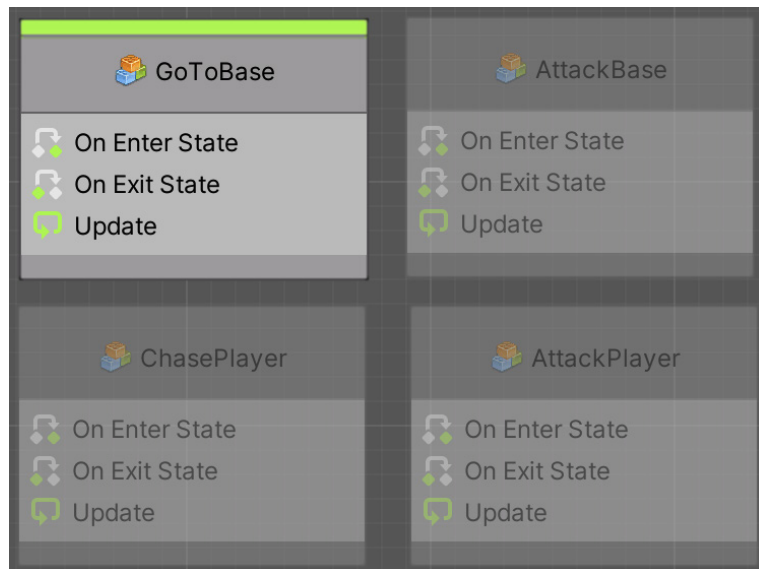 GoToBase
On Enter State
On Exit State
Update
AttackBase
On Enter State
On Exit State
Update
ChasePlayer
On Enter State
On Exit State
Update
AttackPlayer
On Enter State
On Exit State
Update